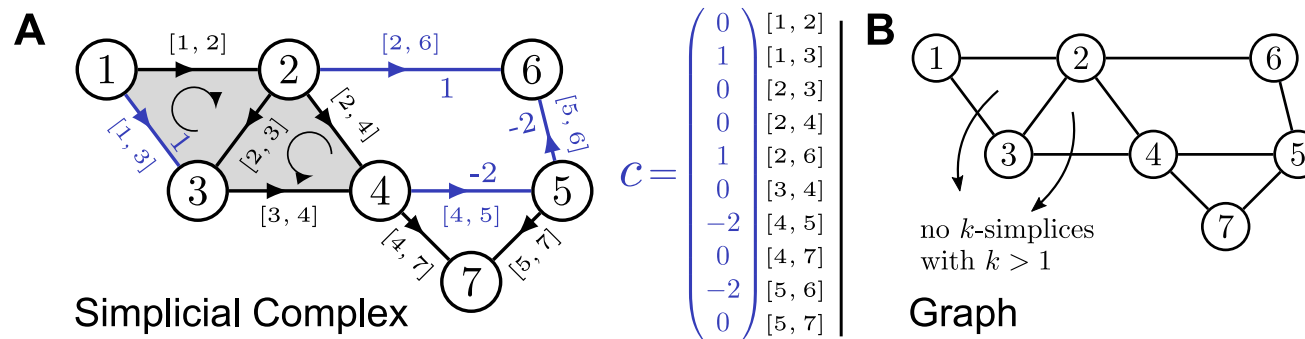 A
1
[1, 2]
2
[2, 6]
1
6
[1, 3]
1
[2, 3]
[2, 4]
-2
[5, 6]
3
[3, 4]
4
-2
[4, 5]
5
[4, 7]
[5, 7]
7
Simplicial Complex
c =
0 [1, 2]
1 [1, 3]
0 [2, 3]
0 [2, 4]
1 [2, 6]
0 [3, 4]
−2 [4, 5]
0 [4, 7]
−2 [5, 6]
0 [5, 7]
B
1
2
6
3
4
5
7
no k-simplices
with k > 1
Graph